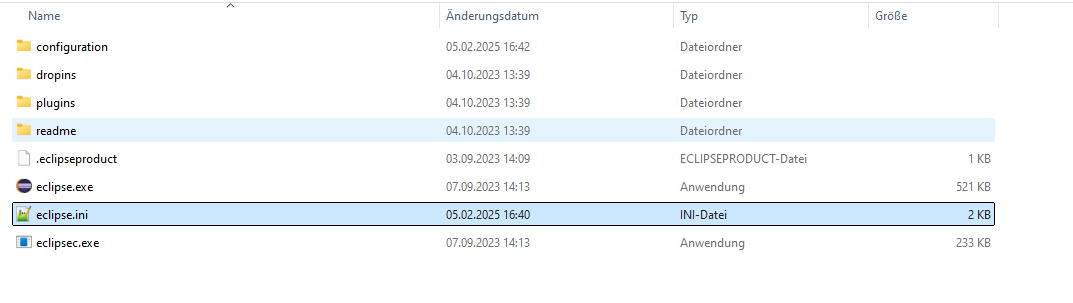 Name Änderungsdatum Typ Größe
configuration 05.02.2025 16:42 Dateiordner
dropins 04.10.2023 13:39 Dateiordner
plugins 04.10.2023 13:39 Dateiordner
readme 04.10.2023 13:39 Dateiordner
.eclipseproduct 03.09.2023 14:09 ECLIPSEPRODUCT-Datei 1 KB
eclipse.exe 07.09.2023 14:13 Anwendung 521 KB
eclipse.ini 05.02.2025 16:40 INI-Datei 2 KB
eclipsec.exe 07.09.2023 14:13 Anwendung 233 KB